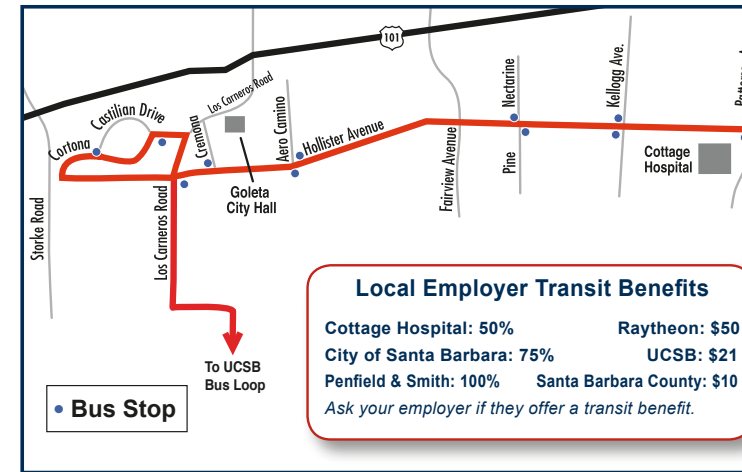 101
Castilian Drive
Cortona
Los Carneros Road
Cremona
Aero Camino
Hollister Avenue
Nectarine
Kellogg Ave.
Goleta
City Hall
Fairview Avenue
Pine
Cottage
Hospital
Storke Road
Los Carneros Road
To UCSB
Bus Loop
• Bus Stop
Local Employer Transit Benefits
Cottage Hospital: 50% Raytheon: $50
City of Santa Barbara: 75% UCSB: $21
Penfield & Smith: 100% Santa Barbara County: $10
Ask your employer if they offer a transit benefit.